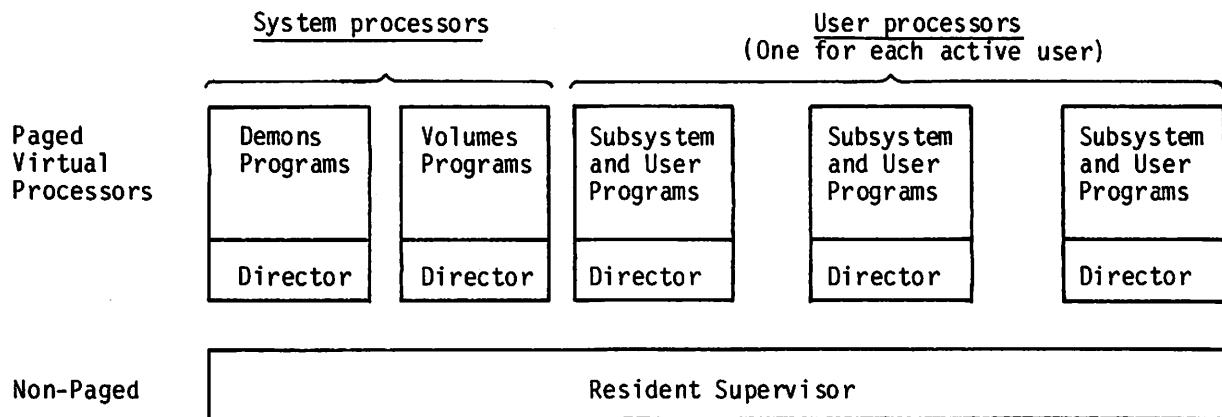 System processors
User processors
(One for each active user)
Paged
Virtual
Processors
Demons
Programs
Volumes
Programs
Subsystem
and User
Programs
Subsystem
and User
Programs
Subsystem
and User
Programs
Director
Director
Director
Director
Director
Non-Paged
Resident Supervisor